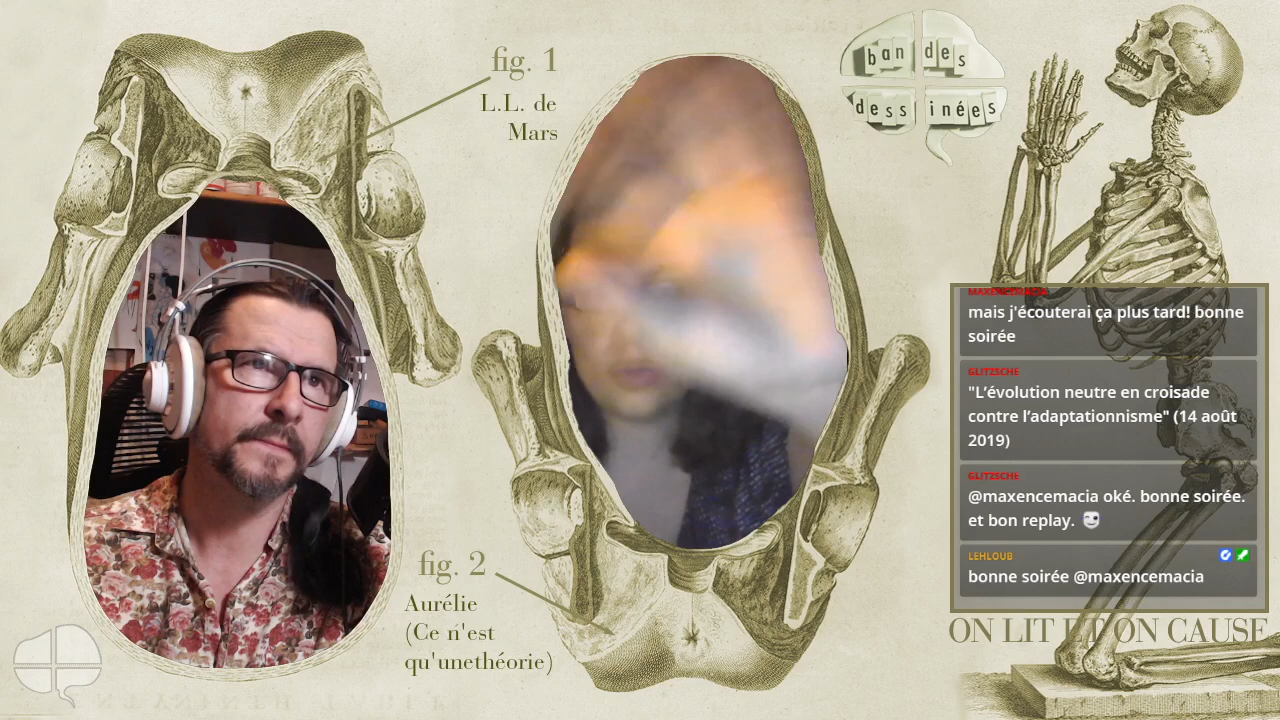 fig. 1
L.L. de
Mars
ban des
dess inées
MAXENCEMACIA
mais j'écouterai ça plus tard! bonne
soirée
GLITZSCHE
"L'évolution neutre en croisade
contre l'adaptationnisme" (14 août
2019)
GLITZSCHE
@maxencemacia oké. bonne soirée.
et bon replay.
LEHLOUB
bonne soirée @maxencemacia
fig. 2
Aurélie
(Ce n'est
qu'unethéorie)
ON LIT ET ON CAUSE